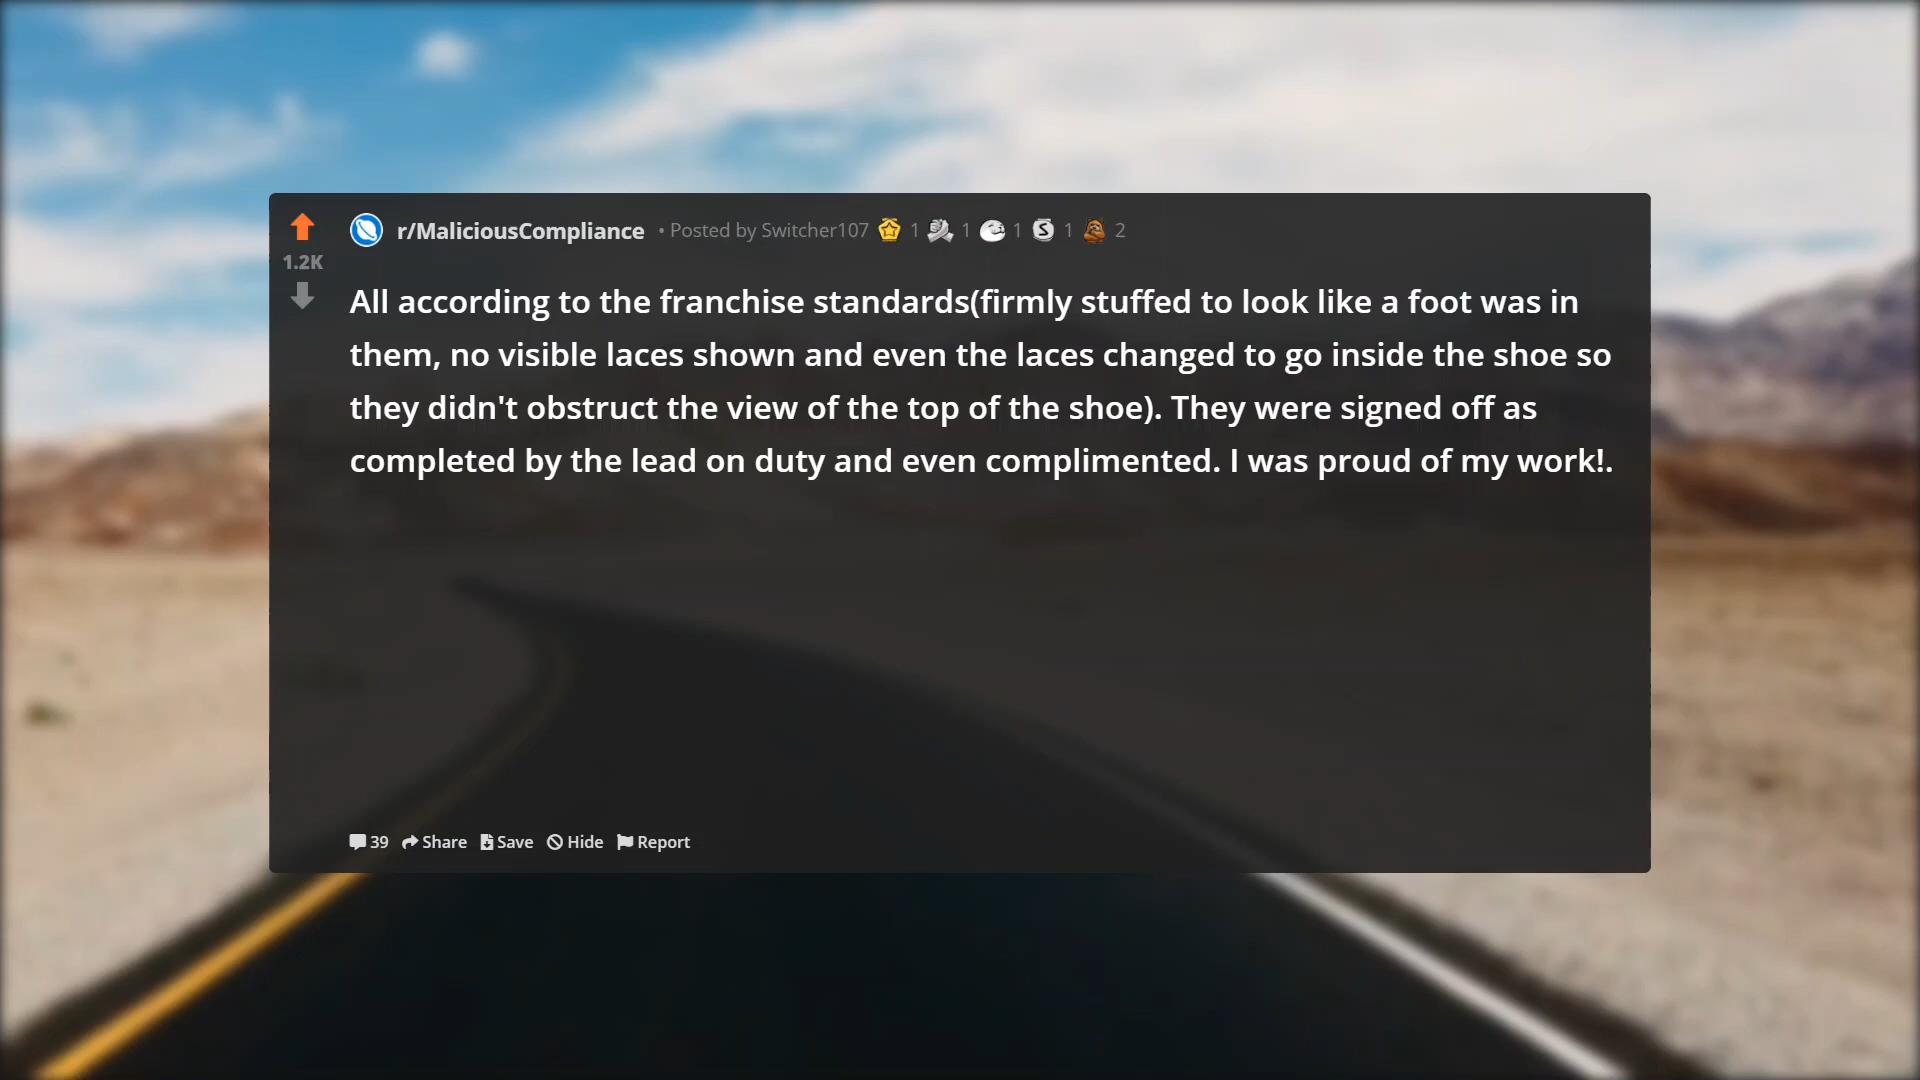 r/MaliciousCompliance • Posted by Switcher107 1 1 1 S 1 2
1.2K
All according to the franchise standards(firmly stuffed to look like a foot was in
them, no visible laces shown and even the laces changed to go inside the shoe so
they didn't obstruct the view of the top of the shoe). They were signed off as
completed by the lead on duty and even complimented. I was proud of my work!.
39 Share Save Hide Report